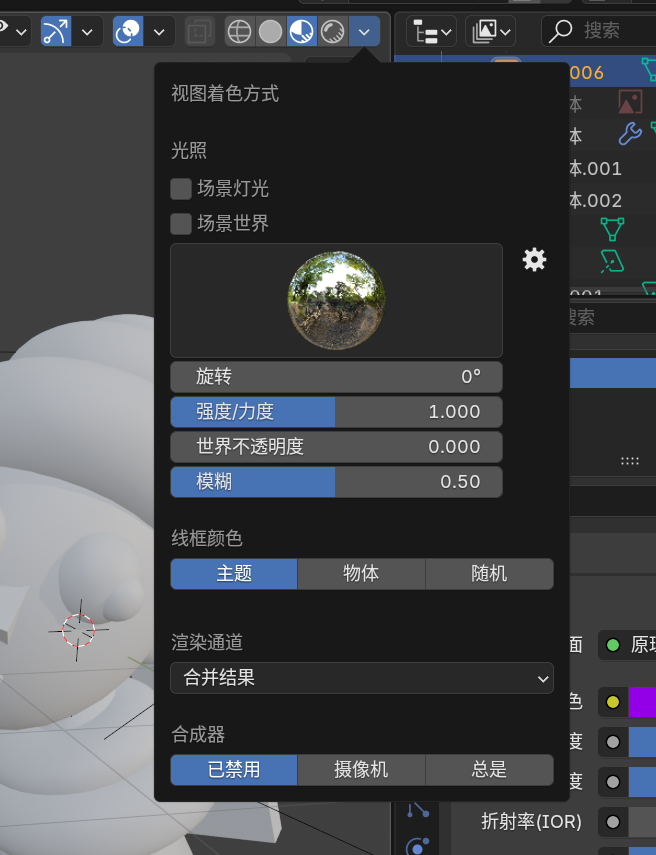 搜索
视图着色方式
006
体
光照
体
场景灯光
体.001
场景世界
体.002
001
搜索
旋转 0°
强度/力度 1.000
世界不透明度 0.000
模糊 0.50
线框颜色
主题 物体 随机
渲染通道
面 原理
合并结果
色
合成器
度
已禁用 摄像机 总是
度
折射率(IOR)